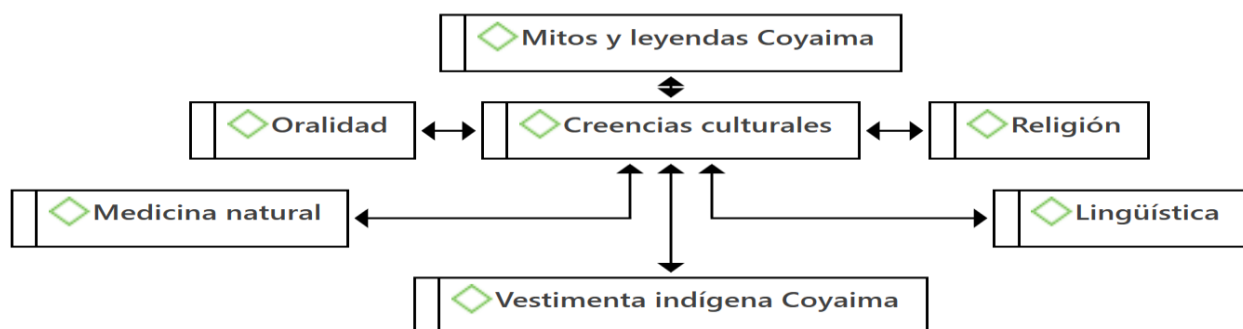 Mitos y leyendas Coyaima
Oralidad
Creencias culturales
Religión
Medicina natural
Lingüística
Vestimenta indígena Coyaima